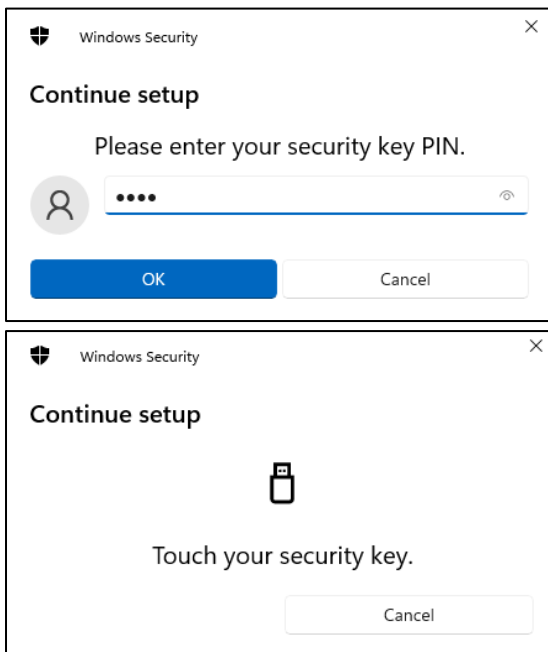 Windows Security
Continue setup
Please enter your security key PIN.
••••
OK Cancel
Windows Security
Continue setup
Touch your security key.
Cancel